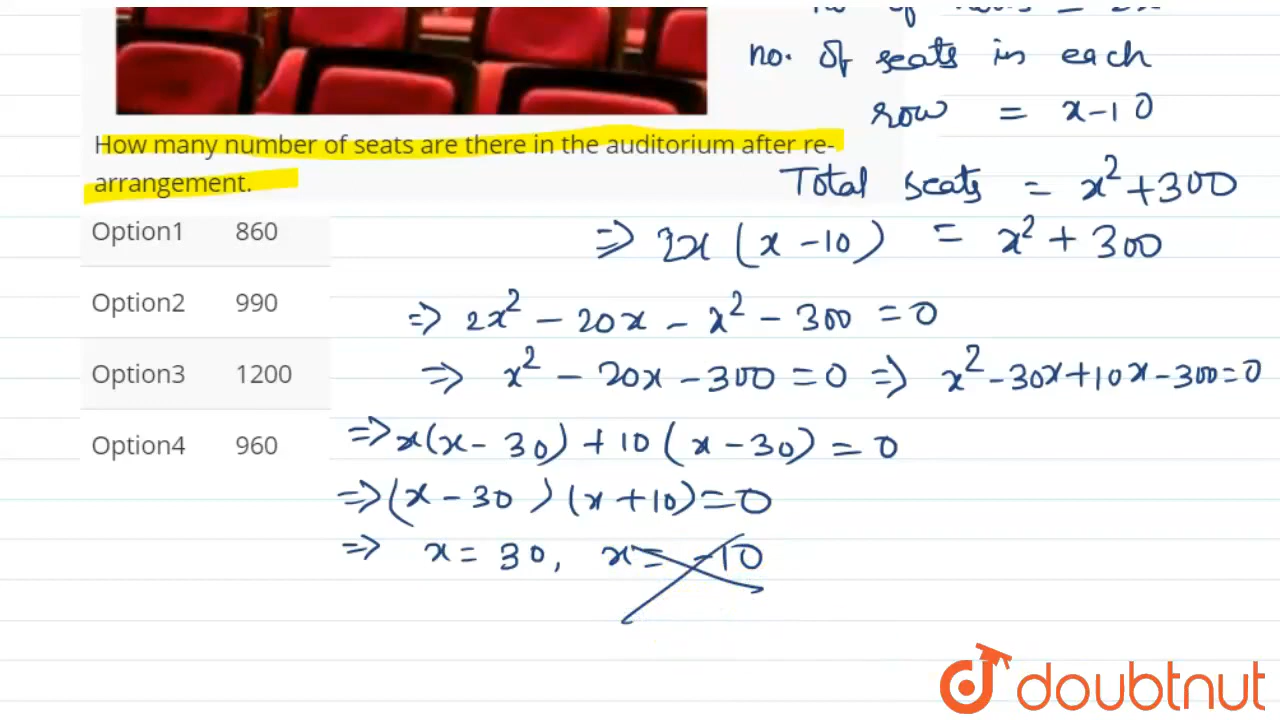 no. of seats in each
row = x-10
How many number of seats are there in the auditorium after re-
arrangement.
Total seats = x²+300
Option1 860
⇒ 2x (x -10) = x² + 300
Option2 990
⇒ 2x² - 20x - x² - 300 = 0
Option3 1200
⇒ x² - 20x - 300 = 0 ⇒ x² - 30x + 10x - 300 = 0
Option4 960
⇒ x(x - 30) + 10 (x - 30) = 0
⇒ (x - 30) (x + 10) = 0
⇒ x = 30, x = -10
doubtnut